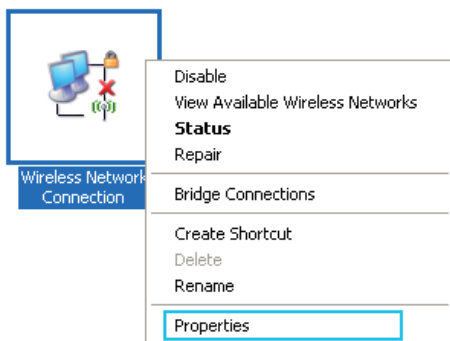 Disable
View Available Wireless Networks
Status
Repair
Wireless Network
Connection
Bridge Connections
Create Shortcut
Delete
Rename
Properties